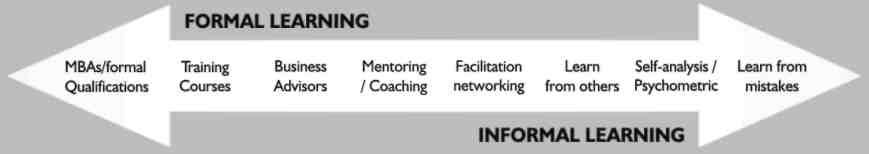 FORMAL LEARNING
MBAs/formal Qualifications
Training Courses
Business Advisors
Mentoring / Coaching
Facilitation networking
Learn from others
Self-analysis / Psychometric
Learn from mistakes
INFORMAL LEARNING